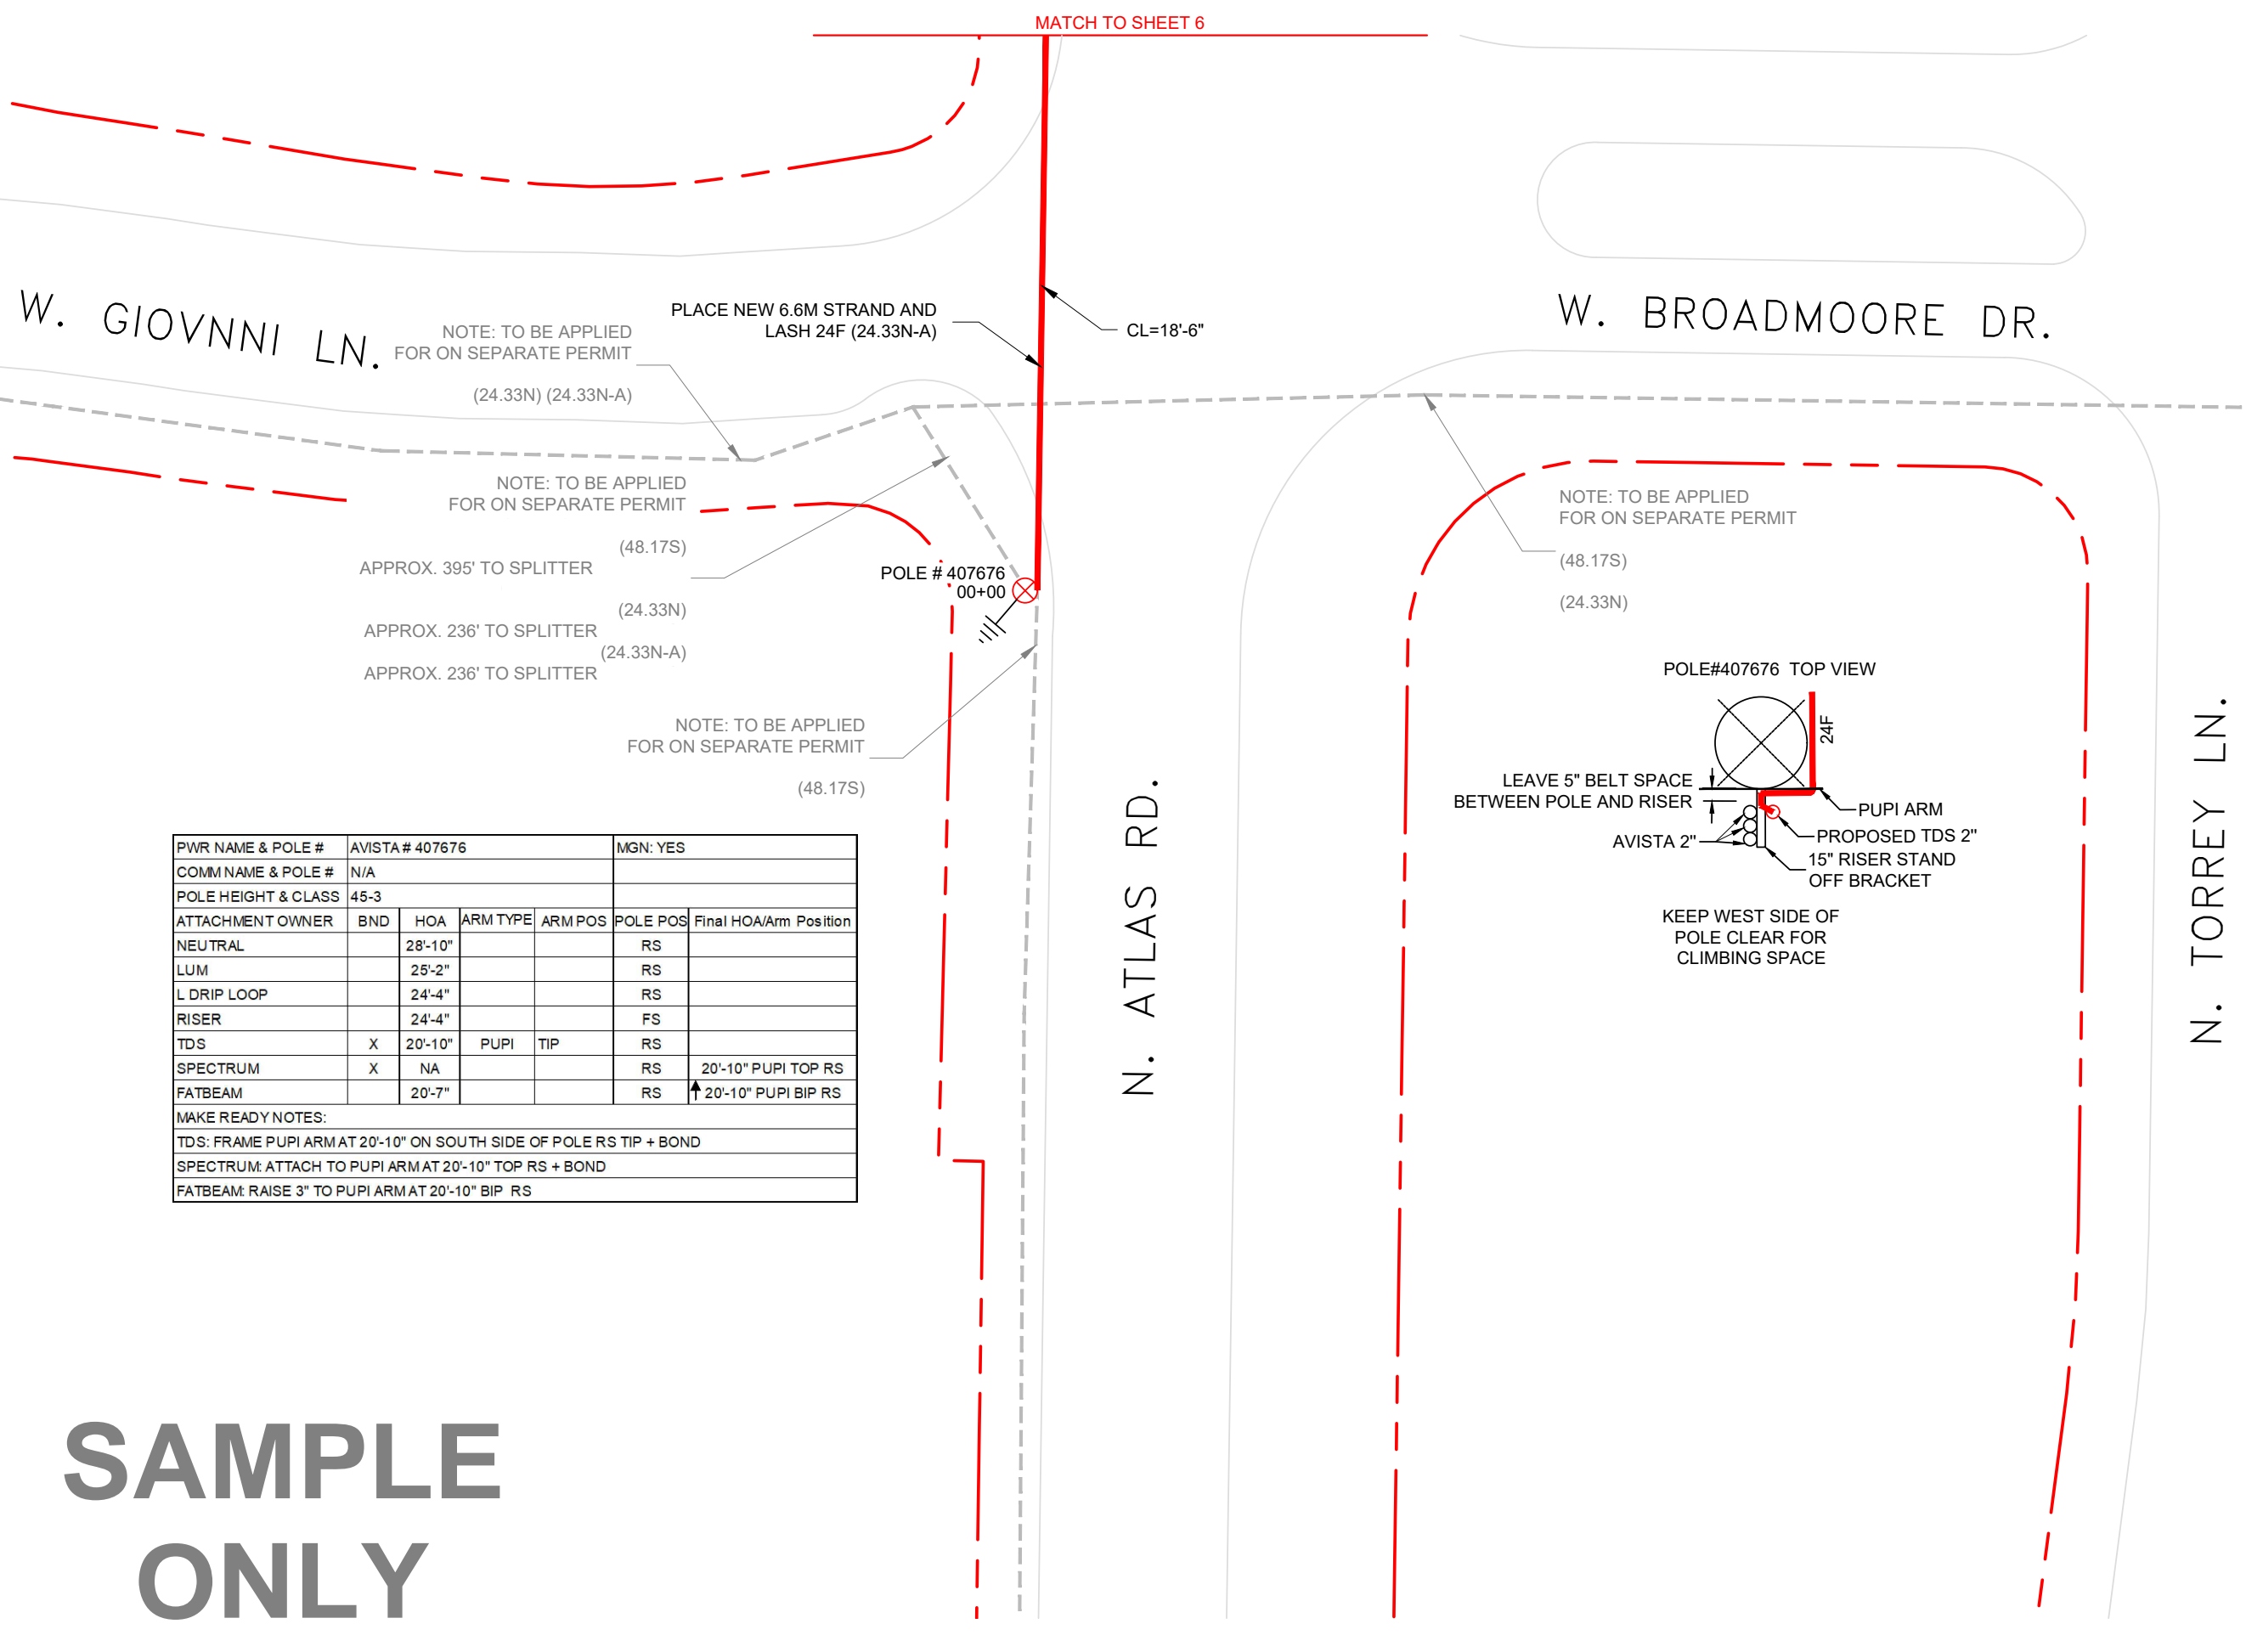 MATCH TO SHEET 6
W. GIOVNNI LN.
NOTE: TO BE APPLIED
FOR ON SEPARATE PERMIT
(24.33N) (24.33N-A)
PLACE NEW 6.6M STRAND AND
LASH 24F (24.33N-A)
CL=18'-6"
W. BROADMOORE DR.
NOTE: TO BE APPLIED
FOR ON SEPARATE PERMIT
(48.17S)
APPROX. 395' TO SPLITTER
(24.33N)
APPROX. 236' TO SPLITTER
(24.33N-A)
APPROX. 236' TO SPLITTER
POLE # 407676
00+00
NOTE: TO BE APPLIED
FOR ON SEPARATE PERMIT
(48.17S)
(24.33N)
NOTE: TO BE APPLIED
FOR ON SEPARATE PERMIT
(48.17S)
POLE#407676 TOP VIEW
24F
LEAVE 5" BELT SPACE
BETWEEN POLE AND RISER
AVISTA 2"
PUPI ARM
PROPOSED TDS 2"
15" RISER STAND
OFF BRACKET
KEEP WEST SIDE OF
POLE CLEAR FOR
CLIMBING SPACE
N. ATLAS RD.
N. TORREY LN.
PWR NAME & POLE # AVISTA # 407676 MGN: YES
COMM NAME & POLE # N/A
POLE HEIGHT & CLASS 45-3
ATTACHMENT OWNER BND HOA ARM TYPE ARM POS POLE POS Final HOA/Arm Position
NEUTRAL 28'-10" RS
LUM 25'-2" RS
L DRIP LOOP 24'-4" RS
RISER 24'-4" FS
TDS X 20'-10" PUPI TIP RS
SPECTRUM X NA RS 20'-10" PUPI TOP RS
FATBEAM 20'-7" RS 20'-10" PUPI BIP RS
MAKE READY NOTES:
TDS: FRAME PUPI ARM AT 20'-10" ON SOUTH SIDE OF POLE RS TIP + BOND
SPECTRUM: ATTACH TO PUPI ARM AT 20'-10" TOP RS + BOND
FATBEAM: RAISE 3" TO PUPI ARM AT 20'-10" BIP RS
SAMPLE
ONLY